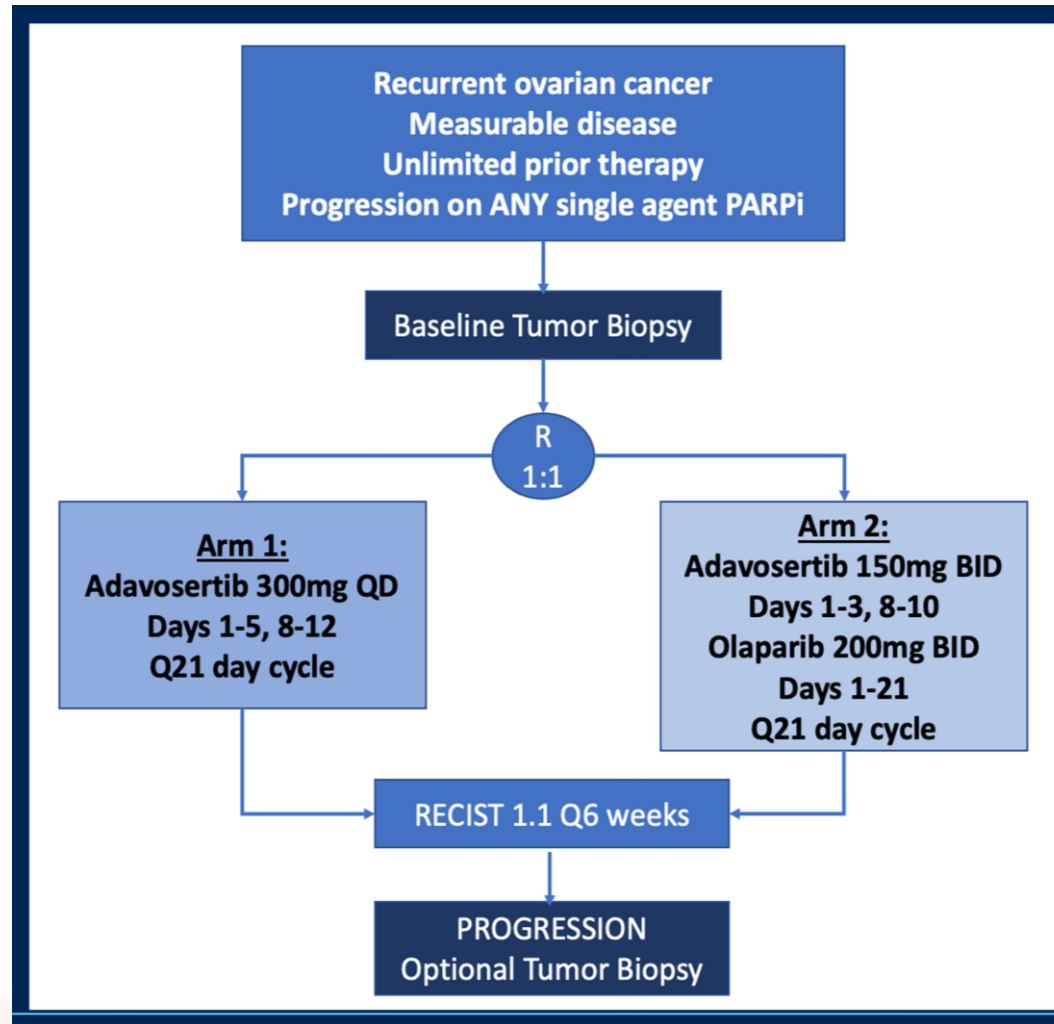 Recurrent ovarian cancer
Measurable disease
Unlimited prior therapy
Progression on ANY single agent PARPi
Baseline Tumor Biopsy
R
1:1
Arm 1:
Adavosertib 300mg QD
Days 1-5, 8-12
Q21 day cycle
Arm 2:
Adavosertib 150mg BID
Days 1-3, 8-10
Olaparib 200mg BID
Days 1-21
Q21 day cycle
RECIST 1.1 Q6 weeks
PROGRESSION
Optional Tumor Biopsy